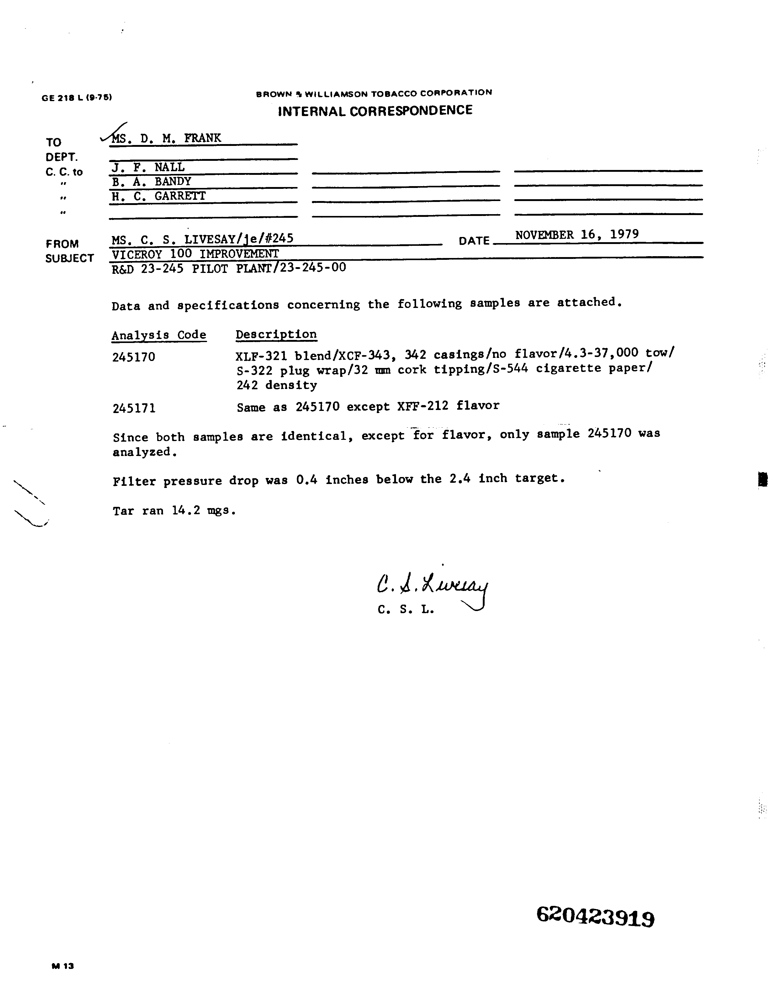 GE 218 L (9-75)
BROWN & WILLIAMSON TOBACCO CORPORATION
INTERNAL CORRESPONDENCE
TO MS. D. M. FRANK
DEPT.
C. C. to J. F. NALL
" B. A. BANDY
" H. C. GARRETT
"
FROM MS. C. S. LIVESAY/je/#245 DATE NOVEMBER 16, 1979
SUBJECT VICEROY 100 IMPROVEMENT
R&D 23-245 PILOT PLANT/23-245-00
Data and specifications concerning the following samples are attached.
Analysis Code Description
245170 XLF-321 blend/XCF-343, 342 casings/no flavor/4.3-37,000 tow/
S-322 plug wrap/32 mm cork tipping/S-544 cigarette paper/
242 density
245171 Same as 245170 except XFF-212 flavor
Since both samples are identical, except for flavor, only sample 245170 was
analyzed.
Filter pressure drop was 0.4 inches below the 2.4 inch target.
Tar ran 14.2 mgs.
C. S. Livesay
C. S. L.
620423919
M 13